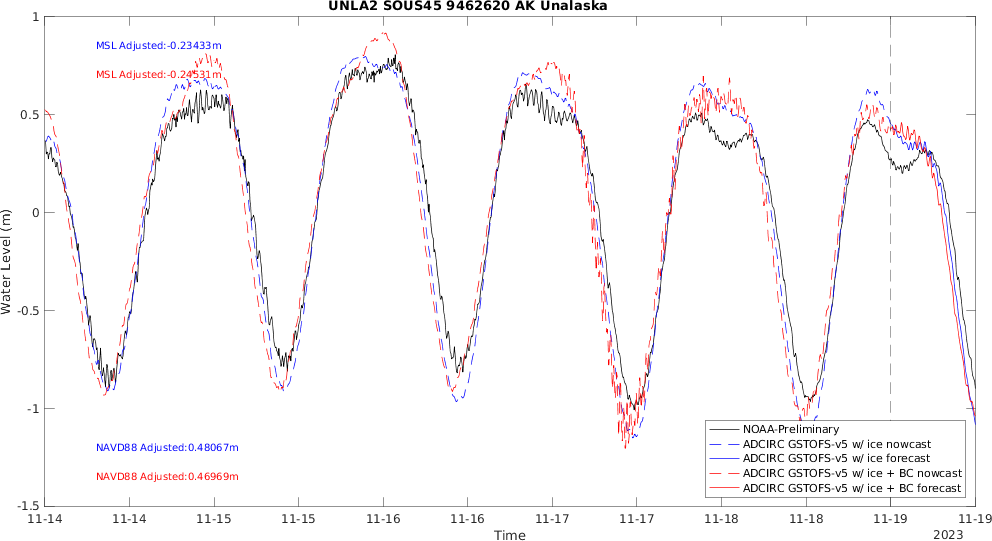 UNLA2 SOUS45 9462620 AK Unalaska
MSL Adjusted:-0.23433m
MSL Adjusted:-0.24531m
NAVD88 Adjusted:0.48067m
NAVD88 Adjusted:0.46969m
Water Level (m)
1
0.5
0
-0.5
-1
-1.5
NOAA-Preliminary
ADCIRC GSTOFS-v5 w/ ice nowcast
ADCIRC GSTOFS-v5 w/ ice forecast
ADCIRC GSTOFS-v5 w/ ice + BC nowcast
ADCIRC GSTOFS-v5 w/ ice + BC forecast
11-14 11-14 11-15 11-15 11-16 11-16 11-17 11-17 11-18 11-18 11-19 11-19
Time
2023